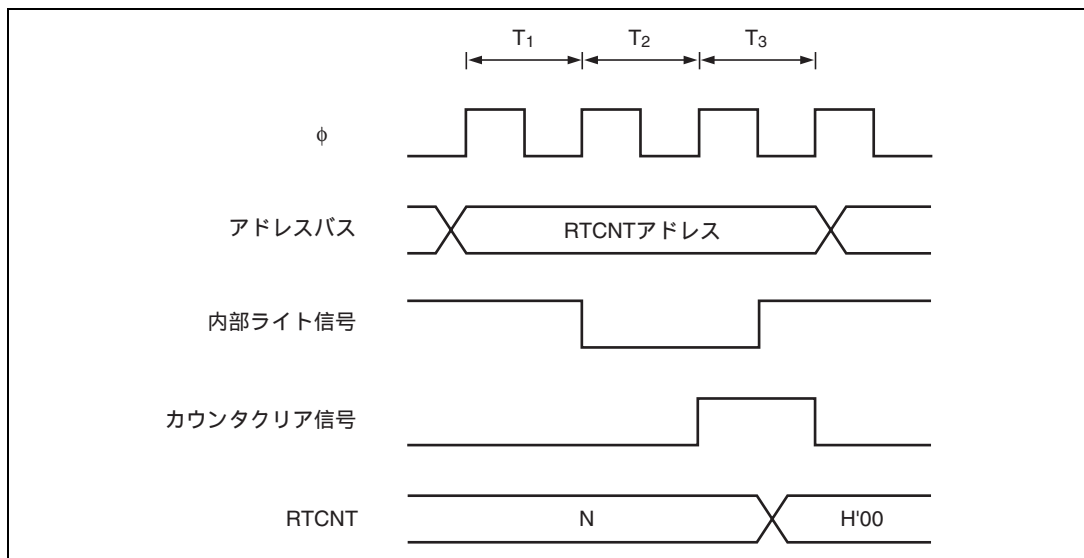 T1 T2 T3
φ
アドレスバス RTCNTアドレス
内部ライト信号
カウンタクリア信号
RTCNT N H'00